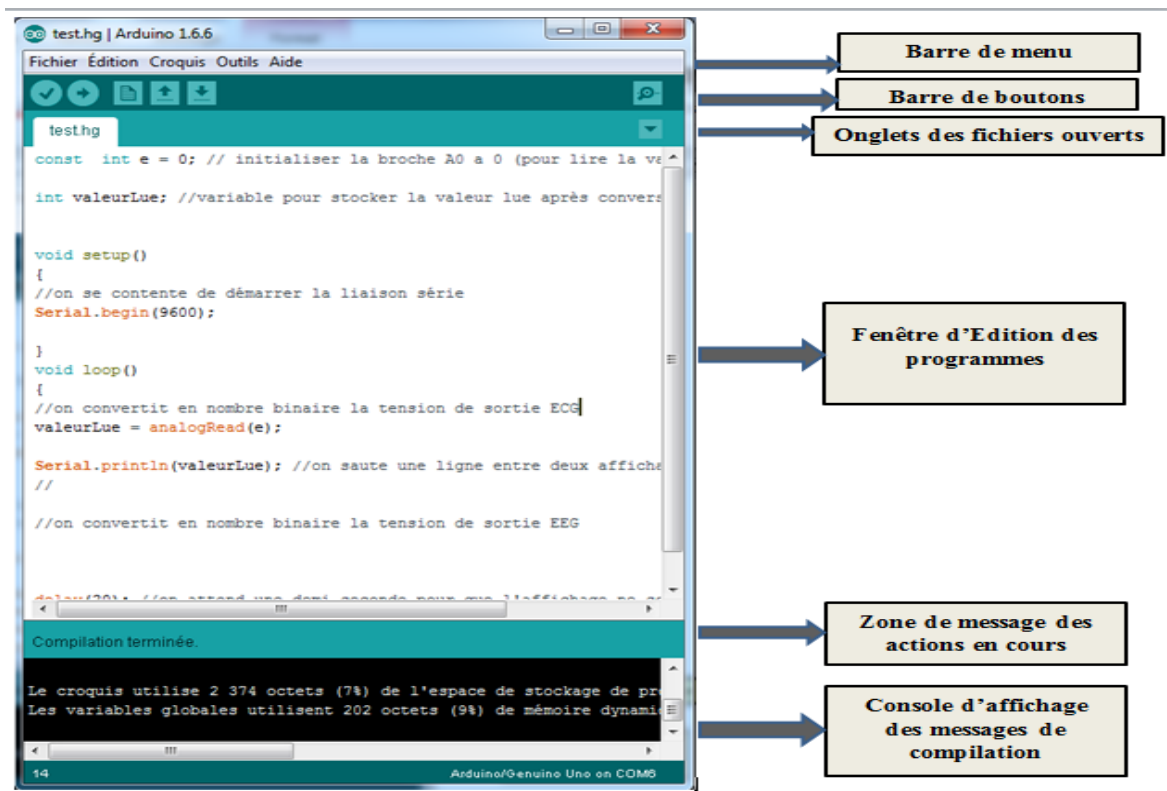 test.hg | Arduino 1.6.6
Fichier Édition Croquis Outils Aide
test.hg
const int e = 0; // initialiser la broche A0 a 0 (pour lire la
int valeurLue; //variable pour stocker la valeur lue après
void setup()
{
//on se contente de démarrer la liaison série
Serial.begin(9600);
}
void loop()
{
//on convertit en nombre binaire la tension de sortie ECG
valeurLue = analogRead(e);
Serial.println(valeurLue); //on saute une ligne entre deux
//
//on convertit en nombre binaire la tension de sortie EEG
Compilation terminée.
Le croquis utilise 2 374 octets (7%) de l'espace de stockage de
Les variables globales utilisent 202 octets (9%) de mémoire
14
Arduino/Genuino Uno on COM6
Barre de menu
Barre de boutons
Onglets des fichiers ouverts
Fenêtre d'Edition des
programmes
Zone de message des
actions en cours
Console d'affichage
des messages de
compilation